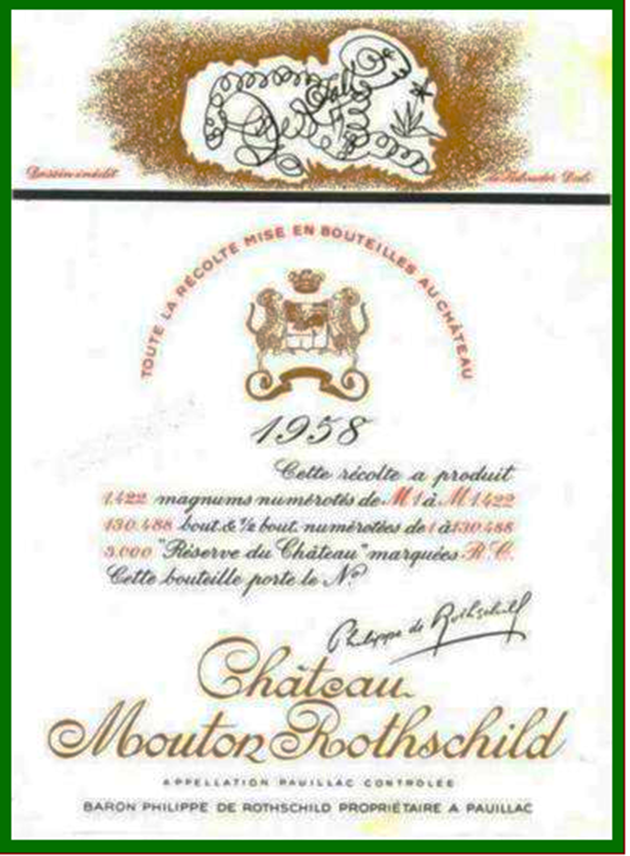 Dali
Dessin inédit de Salvador Dali
TOUTE LA RÉCOLTE MISE EN BOUTEILLES AU CHÂTEAU
1958
Cette récolte a produit
1.422 magnums numérotés de M 1 à M 1.422
130.488 bout. & ½ bout. numérotées de 1 à 130.488
3.000 "Réserve du Château" marquées R.C.
Cette bouteille porte le Nº
Philippe de Rothschild
Château
Mouton Rothschild
APPELLATION PAUILLAC CONTROLÉE
BARON PHILIPPE DE ROTHSCHILD PROPRIÉTAIRE A PAUILLAC